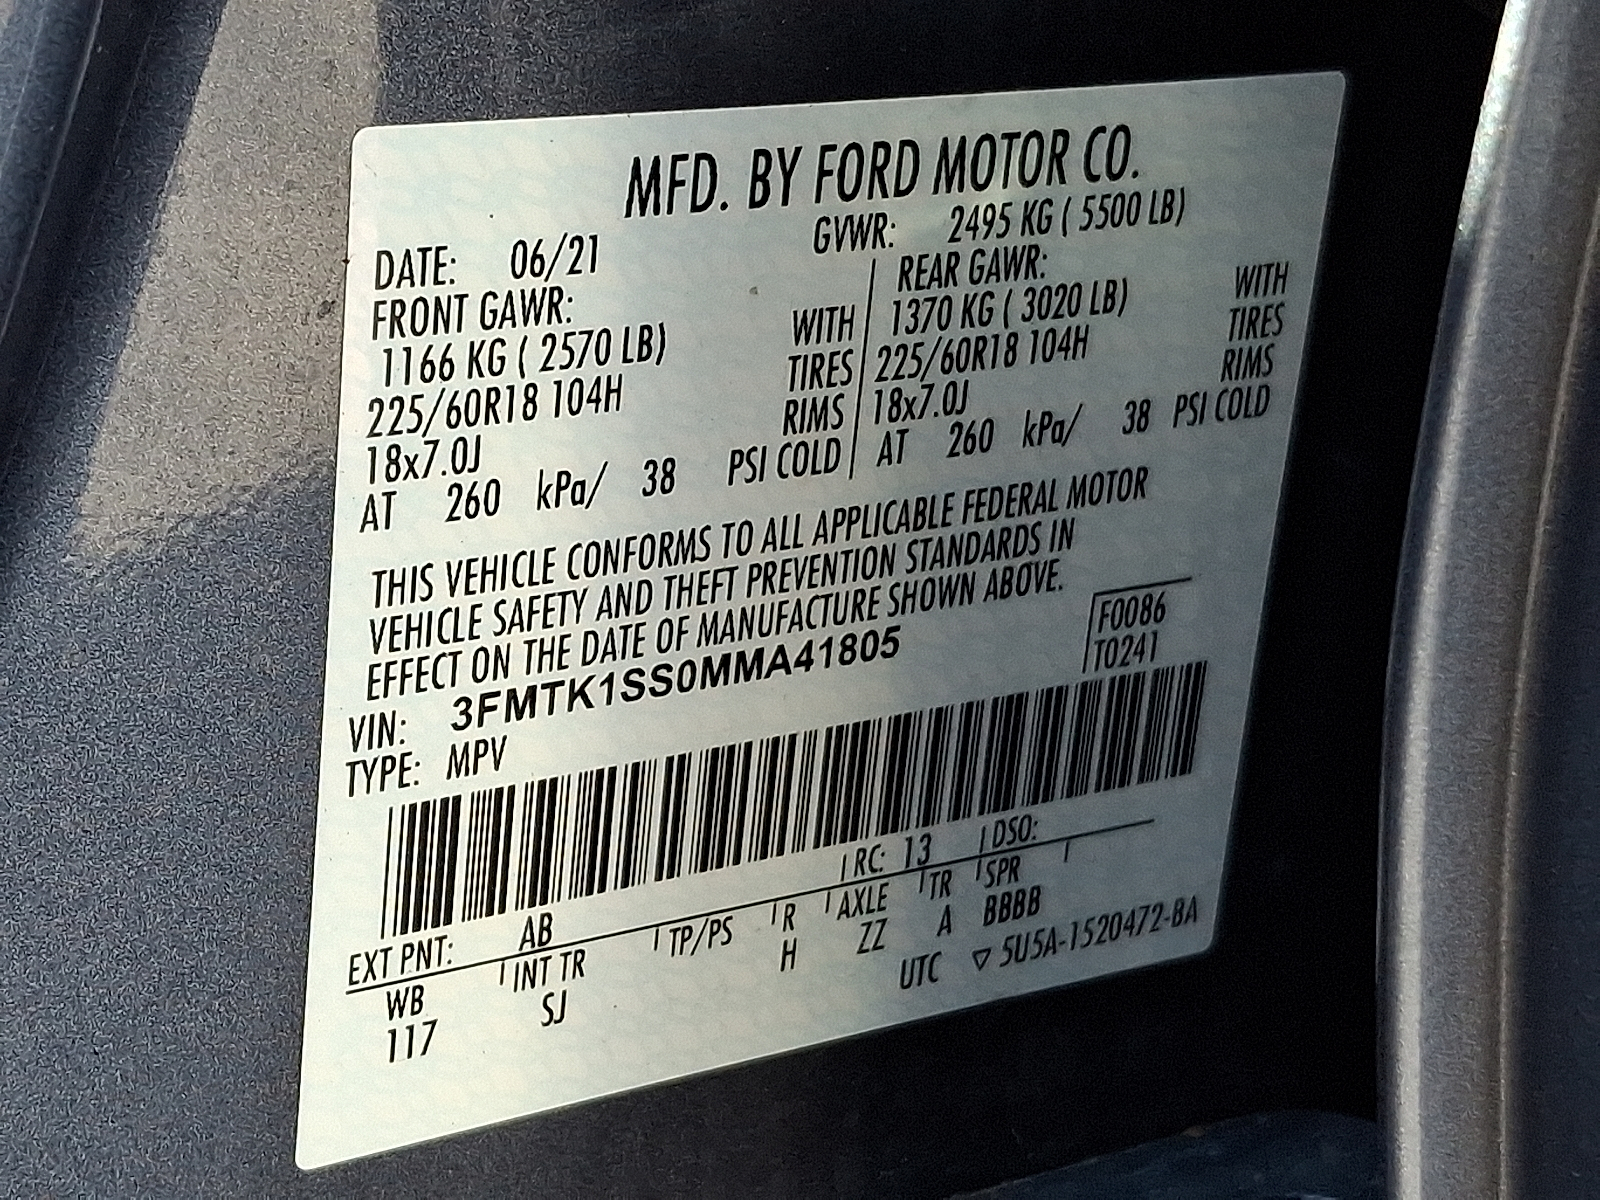 MFD. BY FORD MOTOR CO.
DATE: 06/21 GVWR: 2495 KG ( 5500 LB)
FRONT GAWR: REAR GAWR:
1166 KG ( 2570 LB) WITH 1370 KG ( 3020 LB) WITH
225/60R18 104H TIRES 225/60R18 104H TIRES
18x7.0J RIMS 18x7.0J RIMS
AT 260 kPa/ 38 PSI COLD AT 260 kPa/ 38 PSI COLD
THIS VEHICLE CONFORMS TO ALL APPLICABLE FEDERAL MOTOR
VEHICLE SAFETY AND THEFT PREVENTION STANDARDS IN
EFFECT ON THE DATE OF MANUFACTURE SHOWN ABOVE.
F0086
VIN: 3FMTK1SS0MMA41805 T0241
TYPE: MPV
RC: 13 DSO:
EXT PNT: AB
WB INT TR TP/PS R AXLE TR SPR
117 SJ H ZZ A BBBB
UTC ▽ 5U5A-1520472-BA